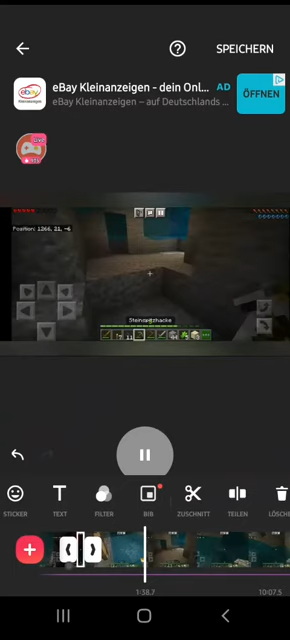 SPEICHERN
ebay
Kleinanzeigen
eBay Kleinanzeigen - dein Onl...
AD
eBay Kleinanzeigen – auf Deutschlands ...
ÖFFNEN
Position: 1266, 21, -6
Steinspitzhacke
STICKER
TEXT
FILTER
BIB
ZUSCHNITT
TEILEN
LÖSCHE
1:38.7
10:07.5